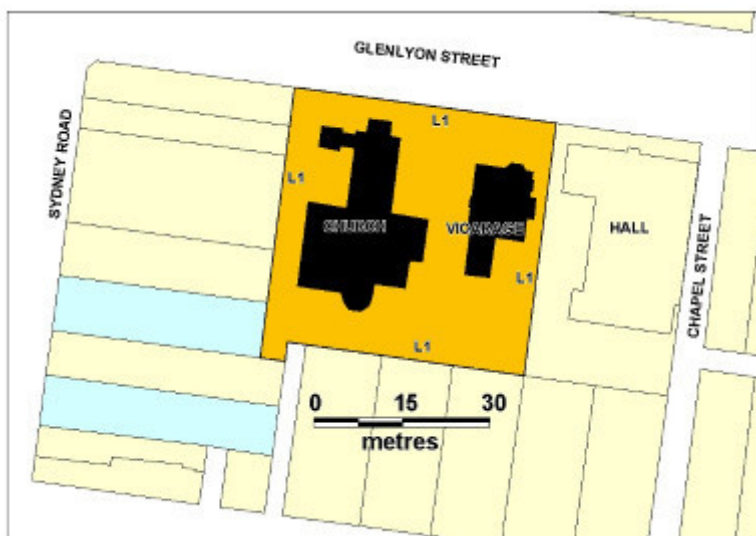 GLENLYON STREET
SYDNEY ROAD
L1
L1
CHURCH
VICARAGE
HALL
L1
CHAPEL STREET
L1
0 15 30
metres